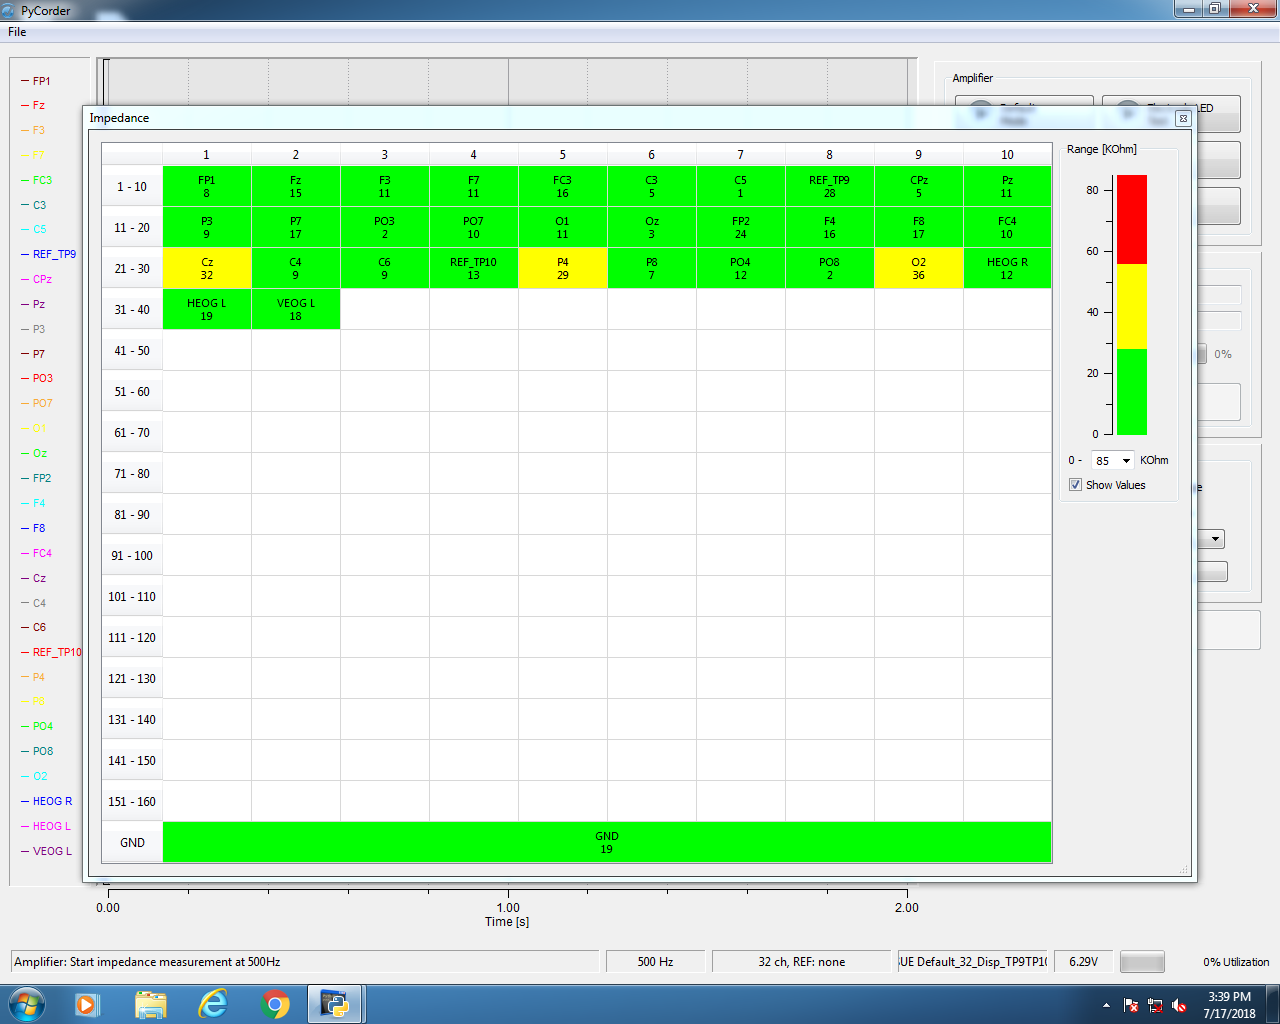 PyCorder
File
FP1
Fz
F3
F7
FC3
C3
C5
REF_TP9
CPz
Pz
P3
P7
PO3
PO7
O1
Oz
FP2
F4
F8
FC4
Cz
C4
C6
REF_TP10
P4
P8
PO4
PO8
O2
HEOG R
HEOG L
VEOG L
Amplifier
Default
Mode
Electrode LED
Test
Impedance
1 2 3 4 5 6 7 8 9 10
1 - 10
FP1 Fz F3 F7 FC3 C3 C5 REF_TP9 CPz Pz
8 15 11 11 16 5 1 28 5 11
11 - 20
P3 P7 PO3 PO7 O1 Oz FP2 F4 F8 FC4
9 17 2 10 11 3 24 16 17 10
21 - 30
Cz C4 C6 REF_TP10 P4 P8 PO4 PO8 O2 HEOG R
32 9 9 13 29 7 12 2 36 12
31 - 40
HEOG L VEOG L
19 18
41 - 50
51 - 60
61 - 70
71 - 80
81 - 90
91 - 100
101 - 110
111 - 120
121 - 130
131 - 140
141 - 150
151 - 160
GND
GND
19
Range [KOhm]
80
60
40
20
0
0 - 85 KOhm
Show Values
0%
0.00 1.00 2.00
Time [s]
Amplifier: Start impedance measurement at 500Hz
500 Hz
32 ch, REF: none
UE Default_32_Disp_TP9TP10
6.29V
0% Utilization
3:39 PM
7/17/2018